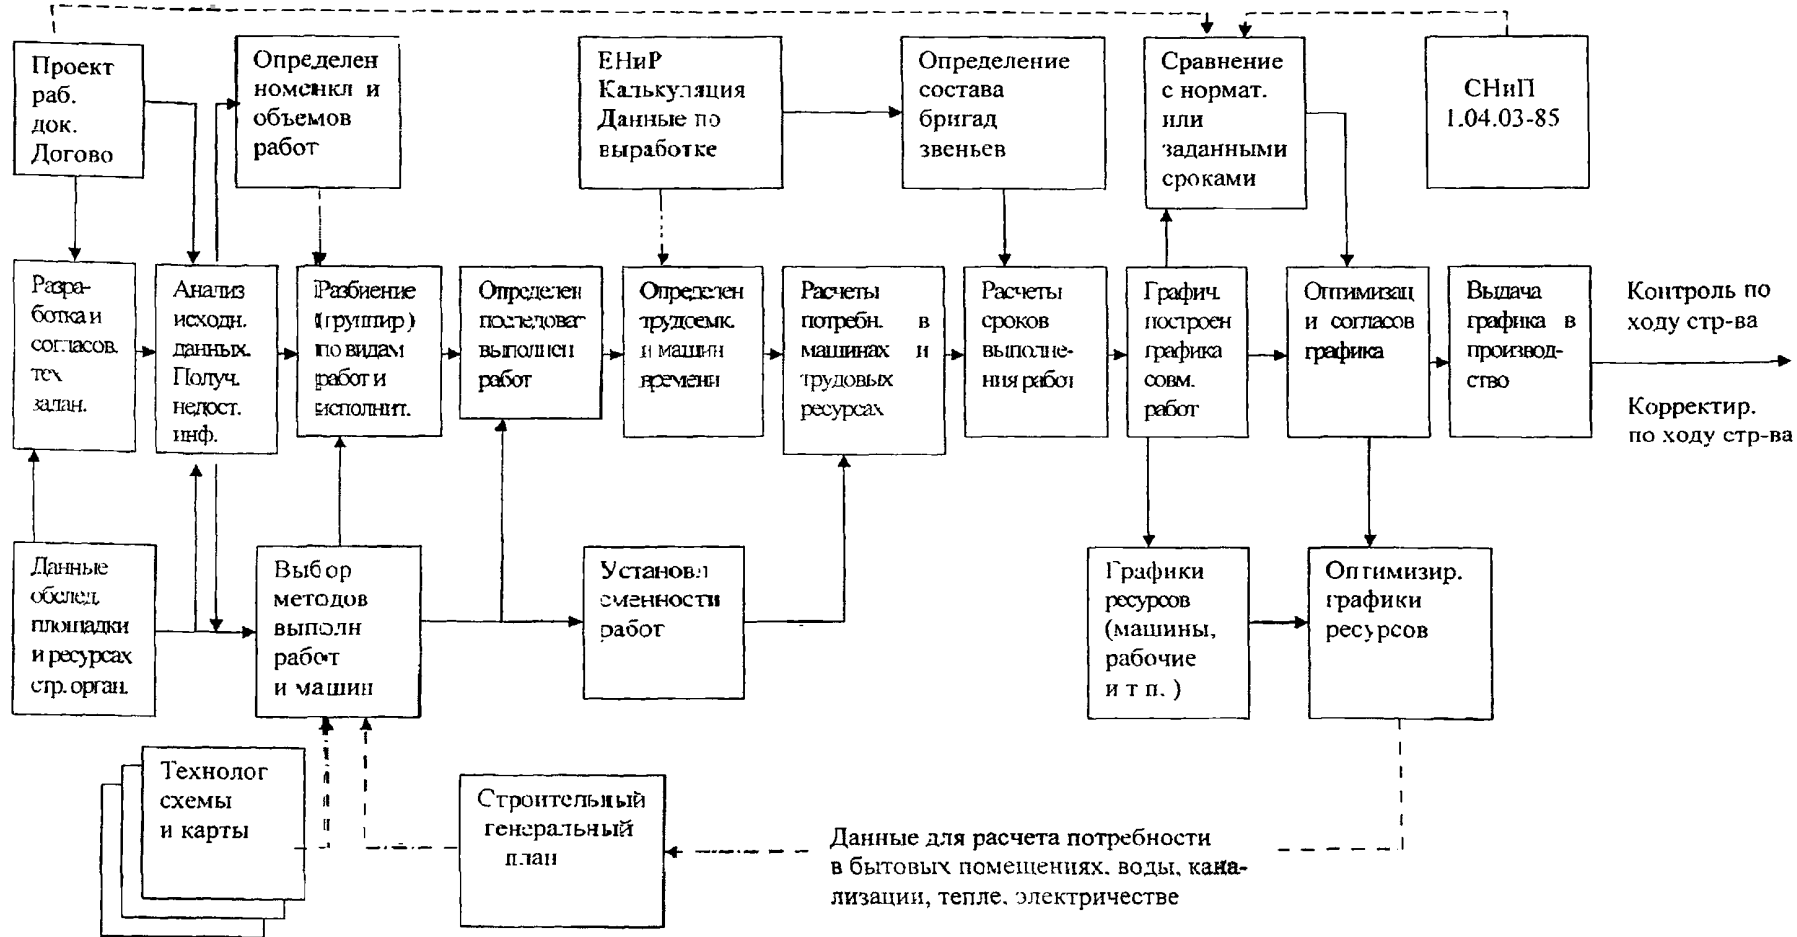 Проект
раб.
док.
Догово
Определен
номенкл и
объемов
работ
ЕНиР
Калькуляция
Данные по
выработке
Определение
состава
бригад
звеньев
Сравнение
с нормат.
или
заданными
сроками
СНиП
1.04.03-85
Разра-
ботка и
согласов.
тех
задан.
Анализ
исходн.
данных.
Получ.
недост.
инф.
Разбиение
(группир)
по видам
работ и
исполнит.
Определен
последоват
выполнен
работ
Определен
трудоемк.
и машин
времени
Расчеты
потребн. в
машинах и
трудовых
ресурсах
Расчеты
сроков
выполне-
ния работ
Графич.
построен
графика
совм.
работ
Оптимизац
и согласов
графика
Выдача
графика в
производ-
ство
Контроль по
ходу стр-ва
Корректир.
по ходу стр-ва
Данные
обслед.
площадки
и ресурсах
стр. орган.
Выбор
методов
выполн
работ
и машин
Установл
сменности
работ
Графики
ресурсов
(машины,
рабочие
и т п. )
Оптимизир.
графики
ресурсов
Технолог
схемы
и карты
Строительный
генеральный
план
Данные для расчета потребности
в бытовых помещениях, воды, кана-
лизации, тепле, электричестве